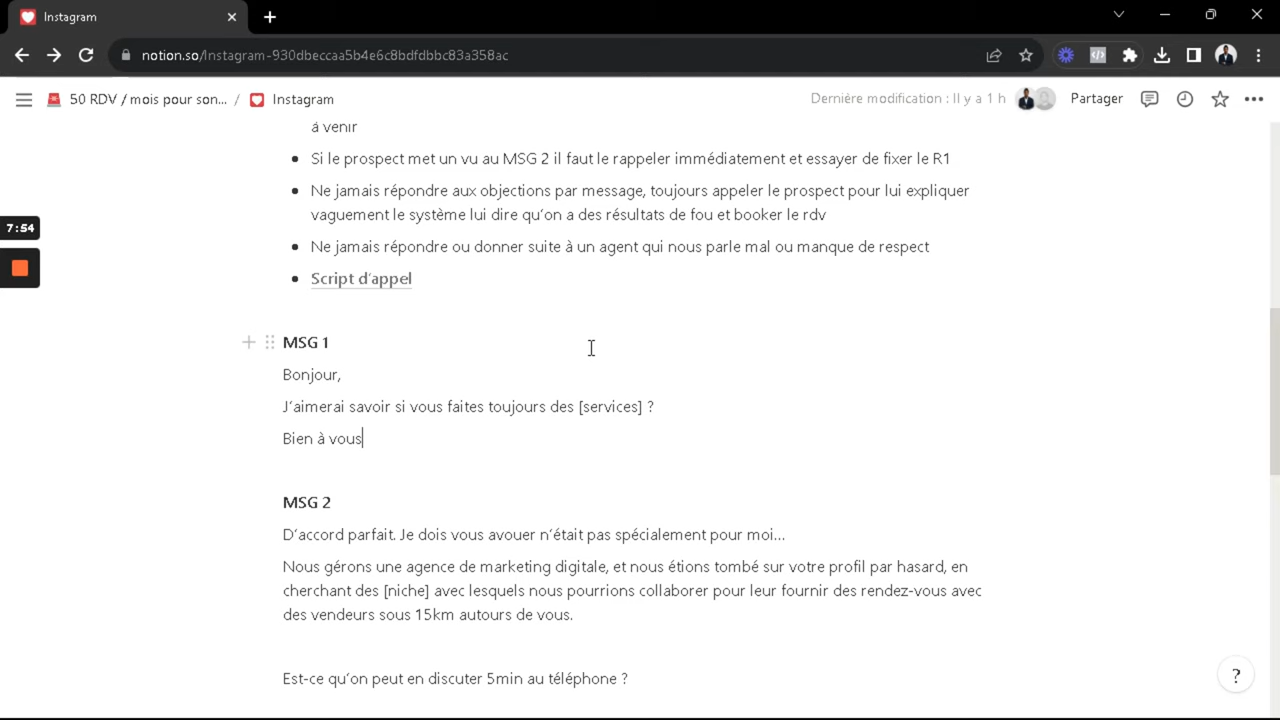 Instagram
notion.so/Instagram-930dbeccaa5b4e6c8bdfdbbc83a358ac
50 RDV / mois pour son... / Instagram
Dernière modification : Il y a 1 h
Partager
à venir
Si le prospect met un vu au MSG 2 il faut le rappeler immédiatement et essayer de fixer le R1
Ne jamais répondre aux objections par message, toujours appeler le prospect pour lui expliquer
vaguement le système lui dire qu'on a des résultats de fou et booker le rdv
7:54
Ne jamais répondre ou donner suite à un agent qui nous parle mal ou manque de respect
Script d'appel
MSG 1
Bonjour,
J'aimerai savoir si vous faites toujours des [services] ?
Bien à vous
MSG 2
D'accord parfait. Je dois vous avouer n'était pas spécialement pour moi...
Nous gérons une agence de marketing digitale, et nous étions tombé sur votre profil par hasard, en
cherchant des [niche] avec lesquels nous pourrions collaborer pour leur fournir des rendez-vous avec
des vendeurs sous 15km autours de vous.
Est-ce qu'on peut en discuter 5min au téléphone ?
?